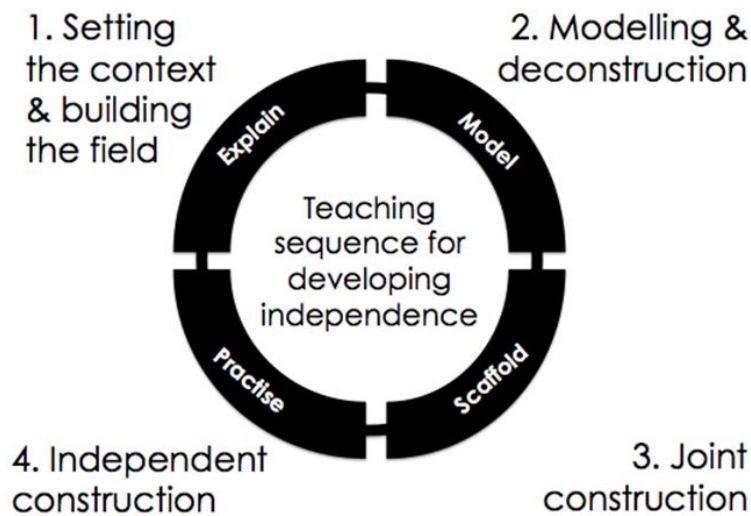 1. Setting
the context
& building
the field
2. Modelling &
deconstruction
Explain
Model
Teaching
sequence for
developing
independence
Practise
Scaffold
4. Independent
construction
3. Joint
construction